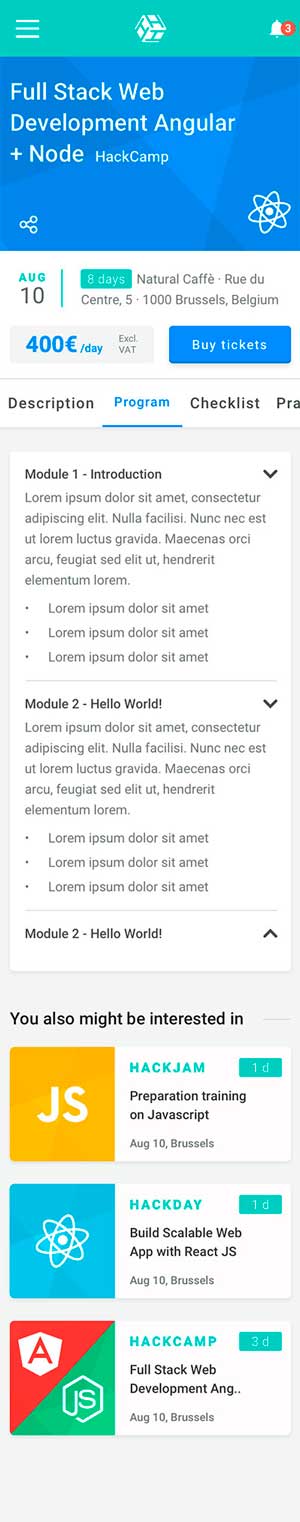 3
Full Stack Web
Development Angular
+ Node HackCamp
AUG
10
8 days Natural Caffè · Rue du
Centre, 5 · 1000 Brussels, Belgium
400€/day
Excl.
VAT
Buy tickets
Description Program Checklist Pra
Module 1 - Introduction
Lorem ipsum dolor sit amet, consectetur
adipiscing elit. Nulla facilisi. Nunc nec est
ut lorem luctus gravida. Maecenas orci
arcu, feugiat sed elit ut, hendrerit
elementum lorem.
• Lorem ipsum dolor sit amet
• Lorem ipsum dolor sit amet
• Lorem ipsum dolor sit amet
Module 2 - Hello World!
Lorem ipsum dolor sit amet, consectetur
adipiscing elit. Nulla facilisi. Nunc nec est
ut lorem luctus gravida. Maecenas orci
arcu, feugiat sed elit ut, hendrerit
elementum lorem.
• Lorem ipsum dolor sit amet
• Lorem ipsum dolor sit amet
• Lorem ipsum dolor sit amet
Module 2 - Hello World!
You also might be interested in
JS
HACKJAM 1 d
Preparation training
on Javascript
Aug 10, Brussels
HACKDAY 1 d
Build Scalable Web
App with React JS
Aug 10, Brussels
A
JS
HACKCAMP 3 d
Full Stack Web
Development Ang..
Aug 10, Brussels